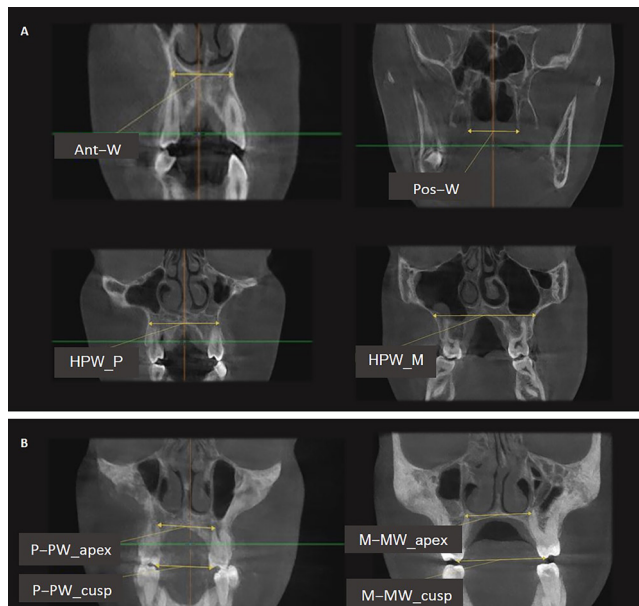 A
Ant–W
Pos–W
HPW_P
HPW_M
B
P–PW_apex
P–PW_cusp
M–MW_apex
M–MW_cusp